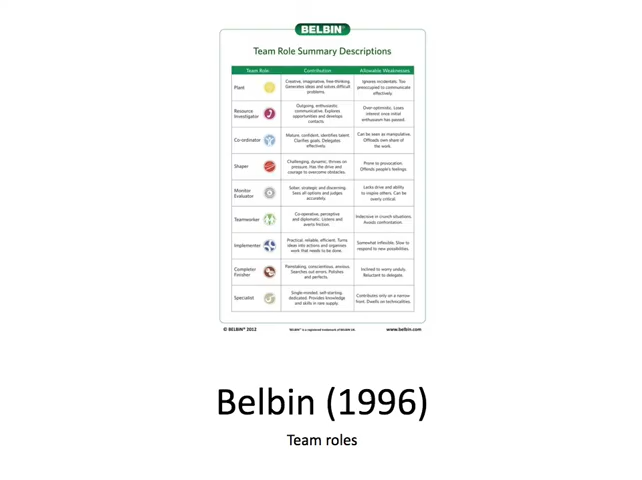 BELBIN®
Team Role Summary Descriptions
Team Role Contribution Allowable Weaknesses
Plant
Creative, imaginative, free-thinking.
Generates ideas and solves difficult
problems.
Ignores incidentals. Too
preoccupied to communicate
effectively.
Resource
Investigator
Outgoing, enthusiastic,
communicative. Explores
opportunities and develops
contacts.
Over-optimistic. Loses
interest once initial
enthusiasm has passed.
Co-ordinator
Mature, confident, identifies talent.
Clarifies goals. Delegates
effectively.
Can be seen as manipulative.
Offloads own share of
the work.
Shaper
Challenging, dynamic, thrives on
pressure. Has the drive and
courage to overcome obstacles.
Prone to provocation.
Offends people's feelings.
Monitor
Evaluator
Sober, strategic and discerning.
Sees all options and judges
accurately.
Lacks drive and ability
to inspire others. Can be
overly critical.
Teamworker
Co-operative, perceptive
and diplomatic. Listens and
averts friction.
Indecisive in crunch situations.
Avoids confrontation.
Implementer
Practical, reliable, efficient. Turns
ideas into actions and organises
work that needs to be done.
Somewhat inflexible. Slow to
respond to new possibilities.
Completer
Finisher
Painstaking, conscientious, anxious.
Searches out errors. Polishes
and perfects.
Inclined to worry unduly.
Reluctant to delegate.
Specialist
Single-minded, self-starting,
dedicated. Provides knowledge
and skills in rare supply.
Contributes only on a narrow
front. Dwells on technicalities.
© BELBIN® 2012 BELBIN® is a registered trademark of BELBIN UK. www.belbin.com
Belbin (1996)
Team roles